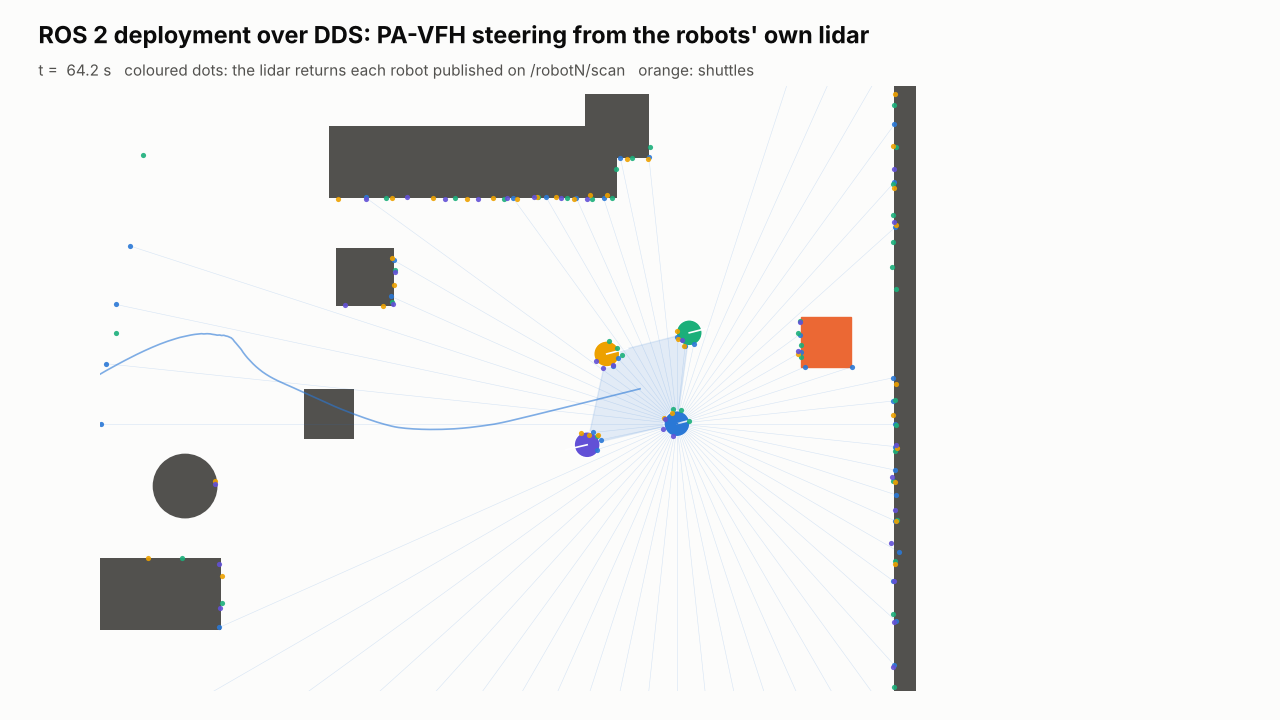 ROS 2 deployment over DDS: PA-VFH steering from the robots' own lidar
t =  64.2 s   coloured dots: the lidar returns each robot published on /robotN/scan   orange: shuttles